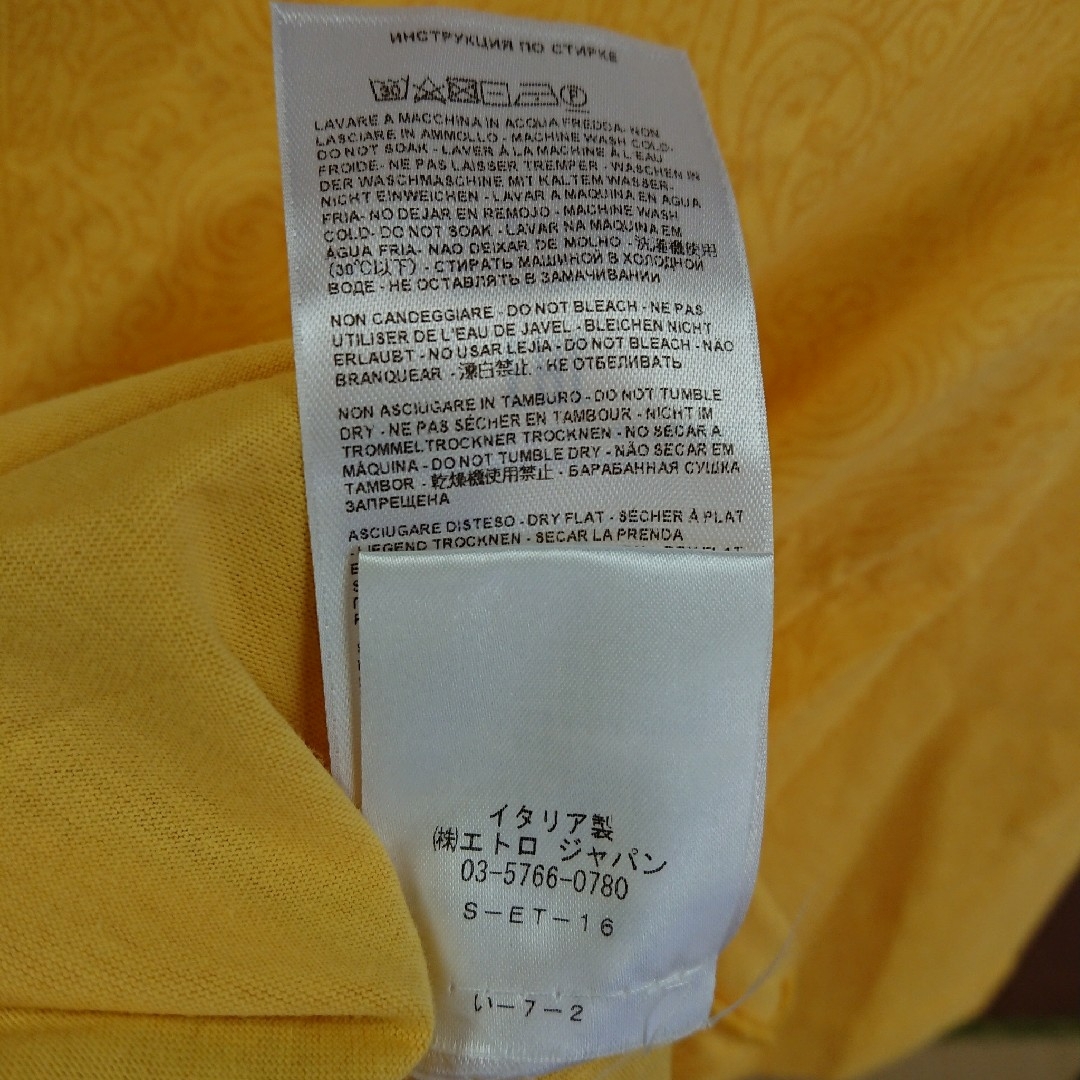 ИНСТРУКЦИЯ ПО СТИРКЕ
30
LAVARE A MACCHINA IN ACQUA FREDDA- NON
LASCIARE IN AMMOLLO - MACHINE WASH COLD-
DO NOT SOAK - LAVER À LA MACHINE À L'EAU
FROIDE- NE PAS LAISSER TREMPER - WASCHEN IN
DER WASCHMASCHINE MIT KALTEM WASSER-
NICHT EINWEICHEN - LAVAR A MAQUINA EN AGUA
FRIA- NO DEJAR EN REMOJO - MACHINE WASH
COLD- DO NOT SOAK - LAVAR NA MAQUINA EM
ÁGUA FRIA- NAO DEIXAR DE MOLHO - 洗濯機使用
(30℃以下) - СТИРАТЬ МАШИНОЙ В ХОЛОДНОЙ
ВОДЕ - НЕ ОСТАВЛЯТЬ В ЗАМАЧИВАНИИ
NON CANDEGGIARE - DO NOT BLEACH - NE PAS
UTILISER DE L'EAU DE JAVEL - BLEICHEN NICHT
ERLAUBT - NO USAR LEJIA - DO NOT BLEACH - NÃO
BRANQUEAR - 漂白禁止 - НЕ ОТБЕЛИВАТЬ
NON ASCIUGARE IN TAMBURO - DO NOT TUMBLE
DRY - NE PAS SÉCHER EN TAMBOUR - NICHT IM
TROMMELTROCKNER TROCKNEN - NO SECAR A
MÁQUINA - DO NOT TUMBLE DRY - NÃO SECAR EM
TAMBOR - 乾燥機使用禁止 - БАРАБАННАЯ СУШКА
ЗАПРЕЩЕНА
ASCIUGARE DISTESO - DRY FLAT - SÉCHER À PLAT
- LIEGEND TROCKNEN - SECAR LA PRENDA
イタリア製
㈱エトロ ジャパン
03-5766-0780
S-ET-16
い-7-2